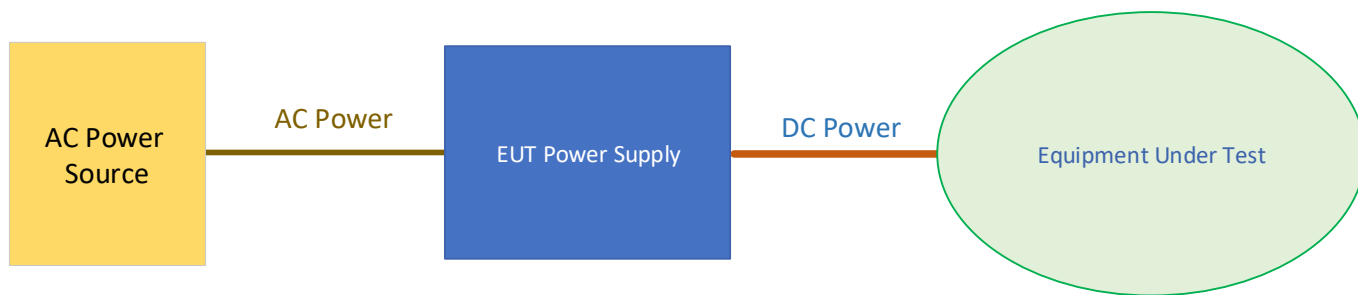 AC Power
Source
AC Power
EUT Power Supply
DC Power
Equipment Under Test